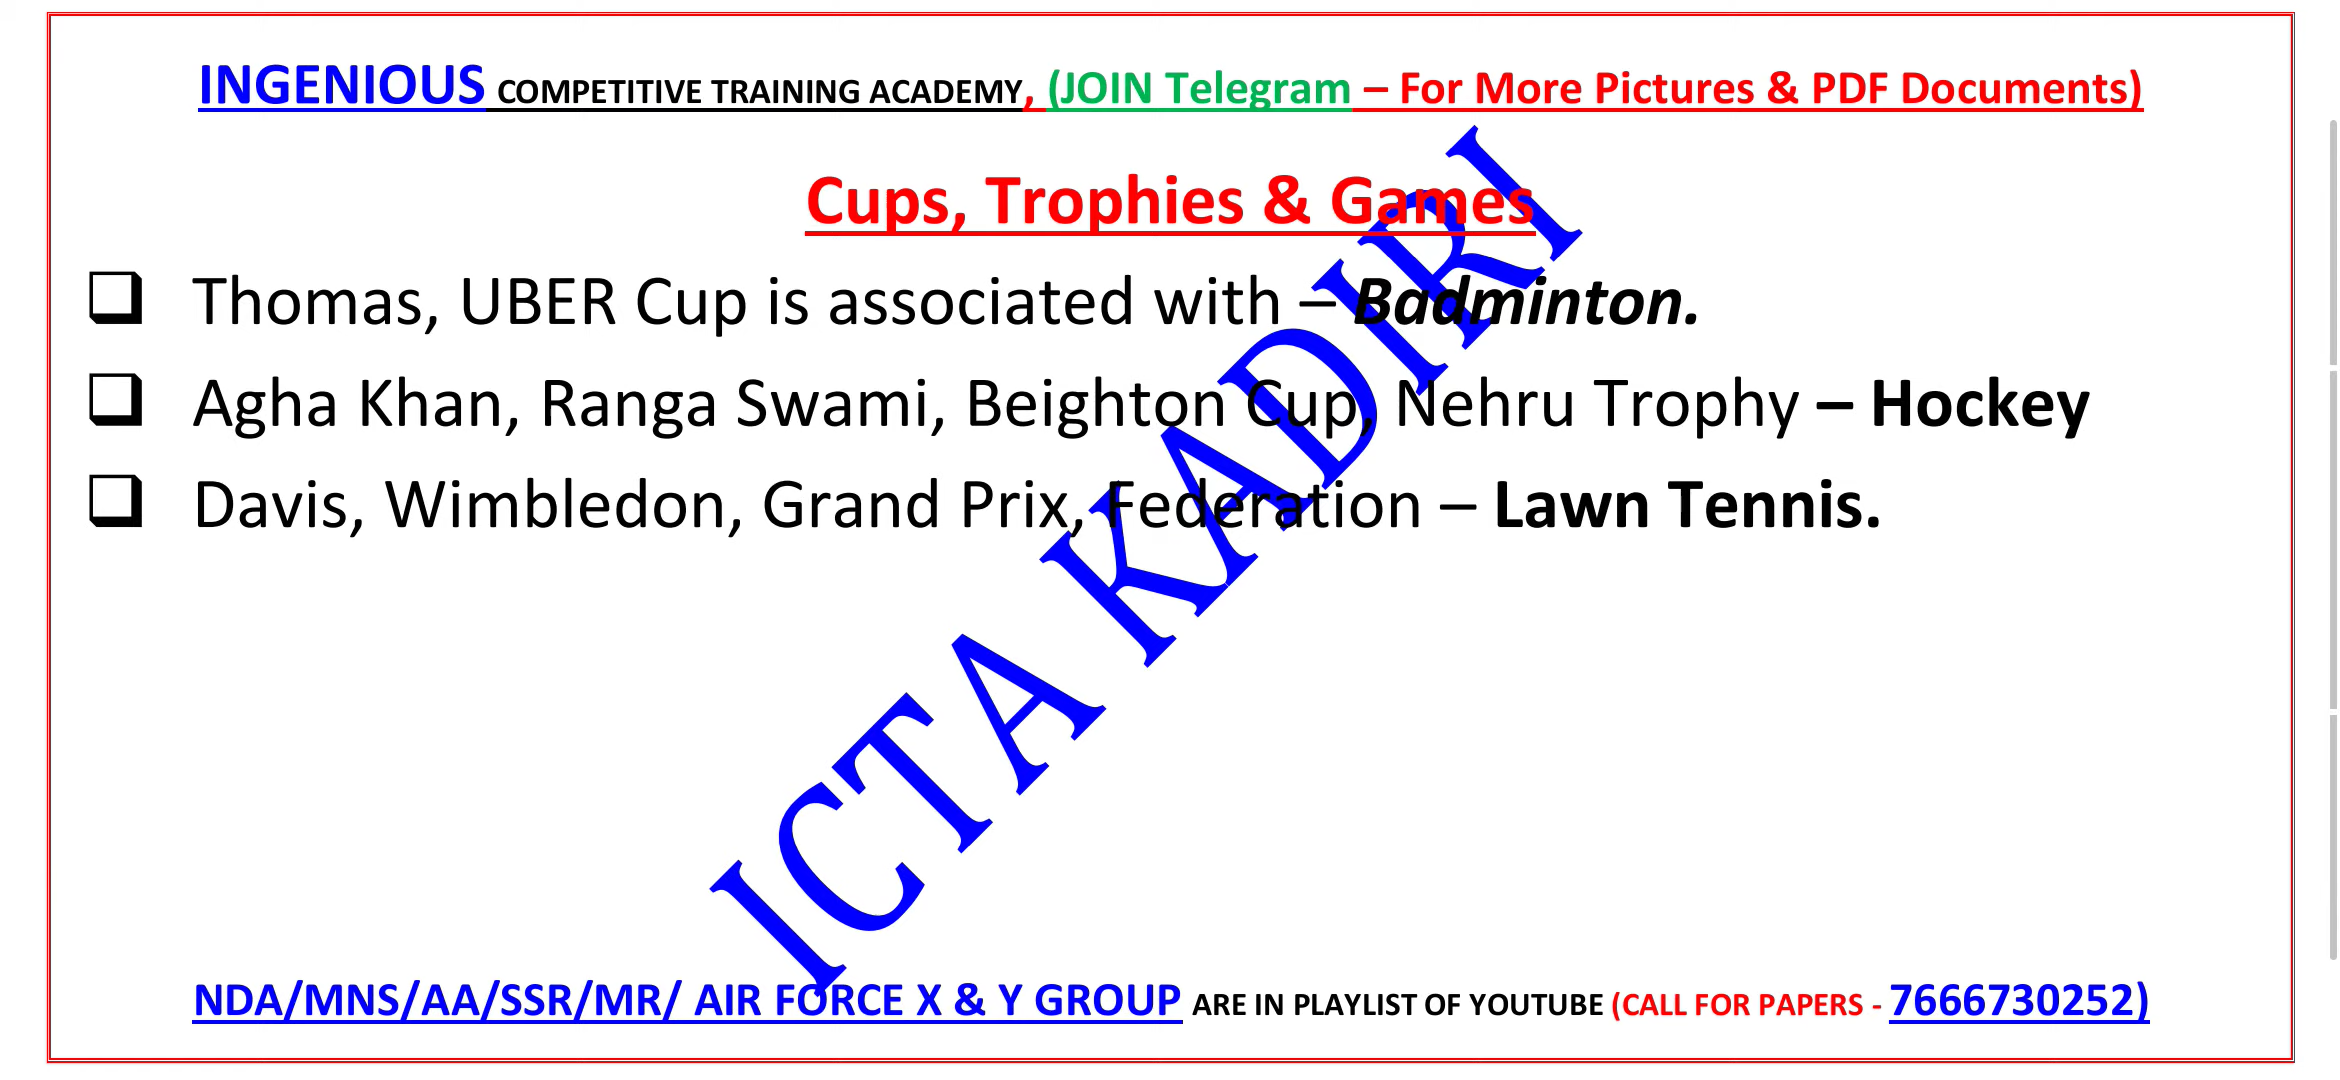 INGENIOUS COMPETITIVE TRAINING ACADEMY, (JOIN Telegram – For More Pictures & PDF Documents)
Cups, Trophies & Games
Thomas, UBER Cup is associated with – Badminton.
Agha Khan, Ranga Swami, Beighton Cup, Nehru Trophy – Hockey
Davis, Wimbledon, Grand Prix, Federation – Lawn Tennis.
ICTA KADIRI
NDA/MNS/AA/SSR/MR/ AIR FORCE X & Y GROUP ARE IN PLAYLIST OF YOUTUBE (CALL FOR PAPERS - 7666730252)